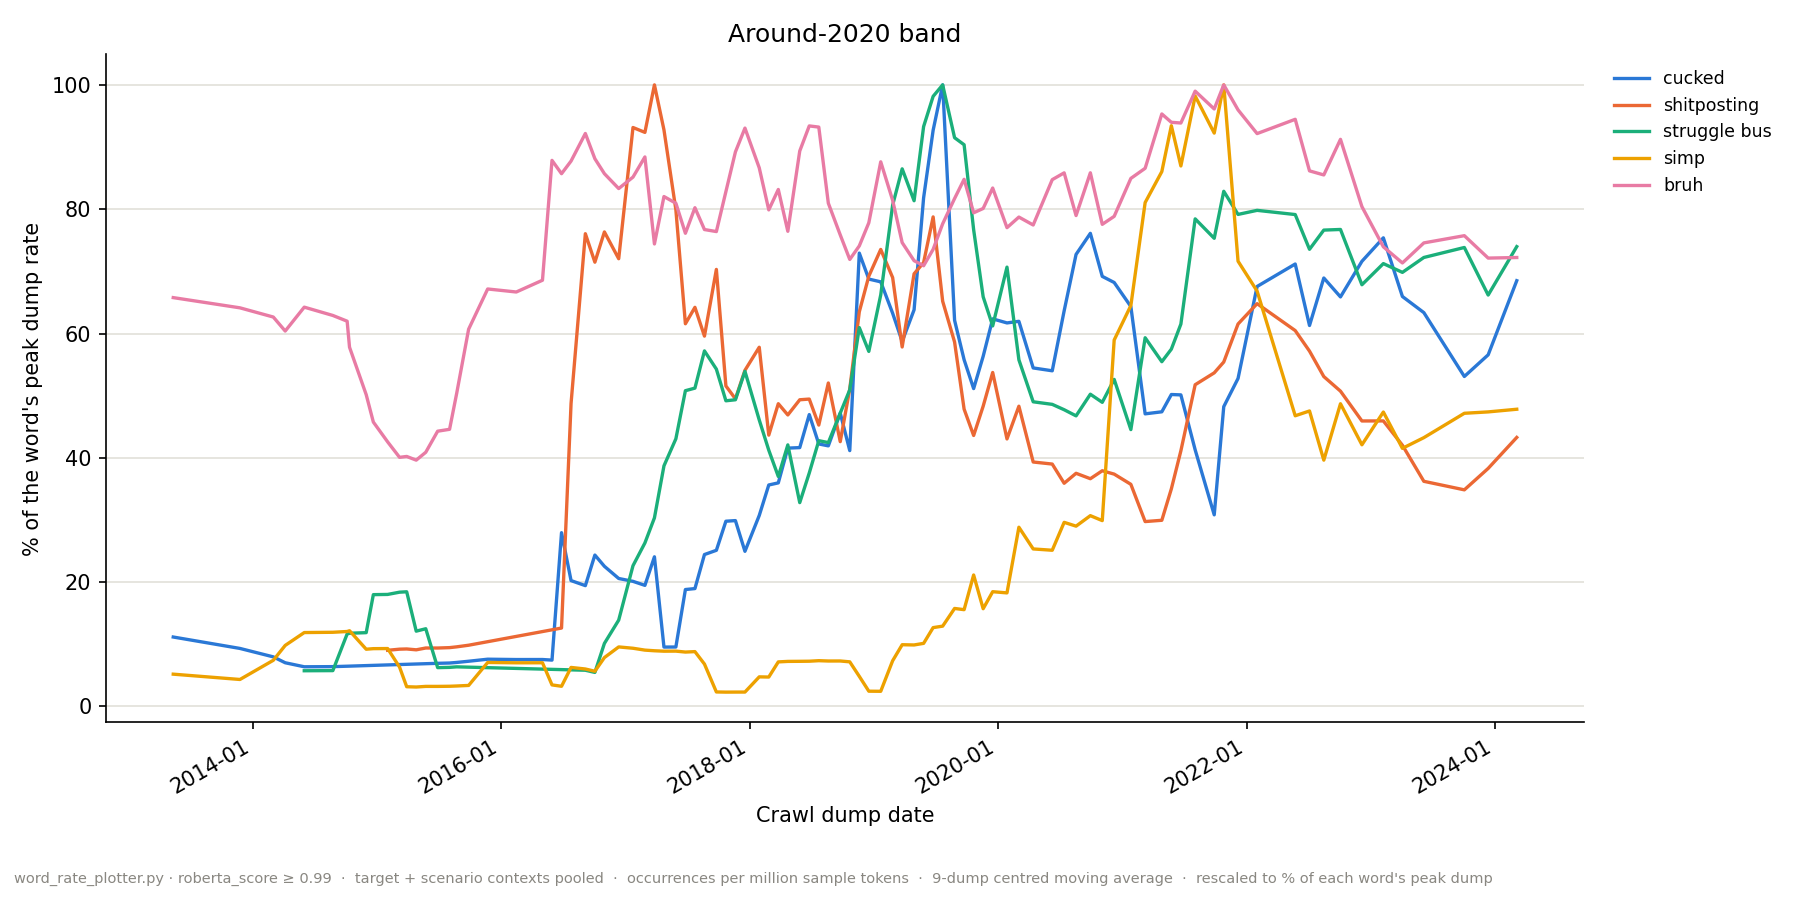 Around-2020 band
% of the word's peak dump rate
100
80
60
40
20
0
2014-01
2016-01
2018-01
2020-01
2022-01
2024-01
Crawl dump date
cucked
shitposting
struggle bus
simp
bruh
word_rate_plotter.py · roberta_score ≥ 0.99 · target + scenario contexts pooled · occurrences per million sample tokens · 9-dump centred moving average · rescaled to % of each word's peak dump